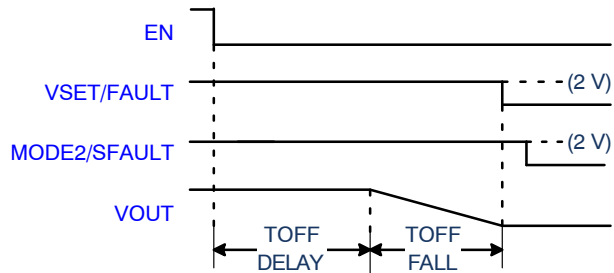 EN
VSET/FAULT
(2 V)
MODE2/SFAULT
(2 V)
VOUT
TOFF
DELAY
TOFF
FALL